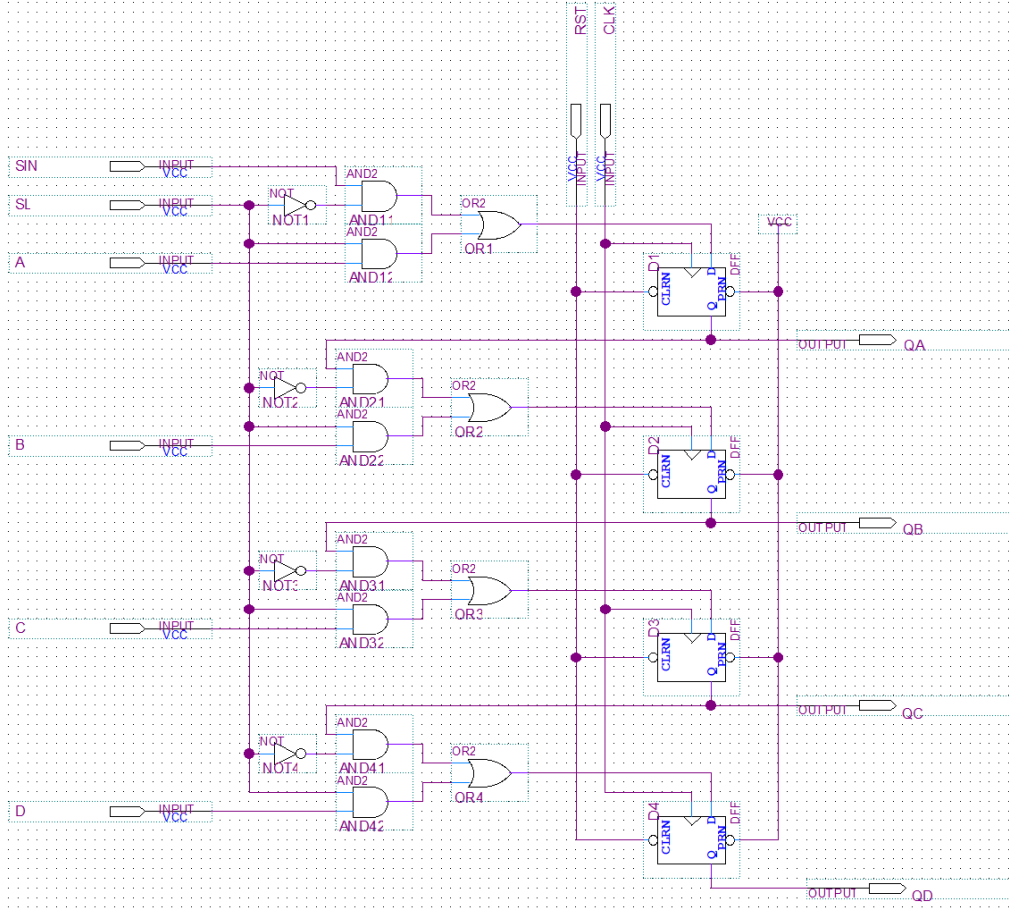 RST
CLK
VCC
INPUT
VCC
INPUT
SIN
INPUT
VCC
AND2
SL
INPUT
VCC
NOT
NOT1
AND11
OR2
OR1
VCC
AND2
A
INPUT
VCC
AND12
D1
CLRN
D
Q
PRN
DFF
OUTPUT
QA
AND2
NOT
NOT2
AND21
OR2
OR2
AND2
B
INPUT
VCC
AND22
D2
CLRN
D
Q
PRN
DFF
OUTPUT
QB
AND2
NOT
NOT3
AND31
OR2
OR3
AND2
C
INPUT
VCC
AND32
D3
CLRN
D
Q
PRN
DFF
OUTPUT
QC
AND2
NOT
NOT4
AND41
OR2
OR4
AND2
D
INPUT
VCC
AND42
D4
CLRN
D
Q
PRN
DFF
OUTPUT
QD